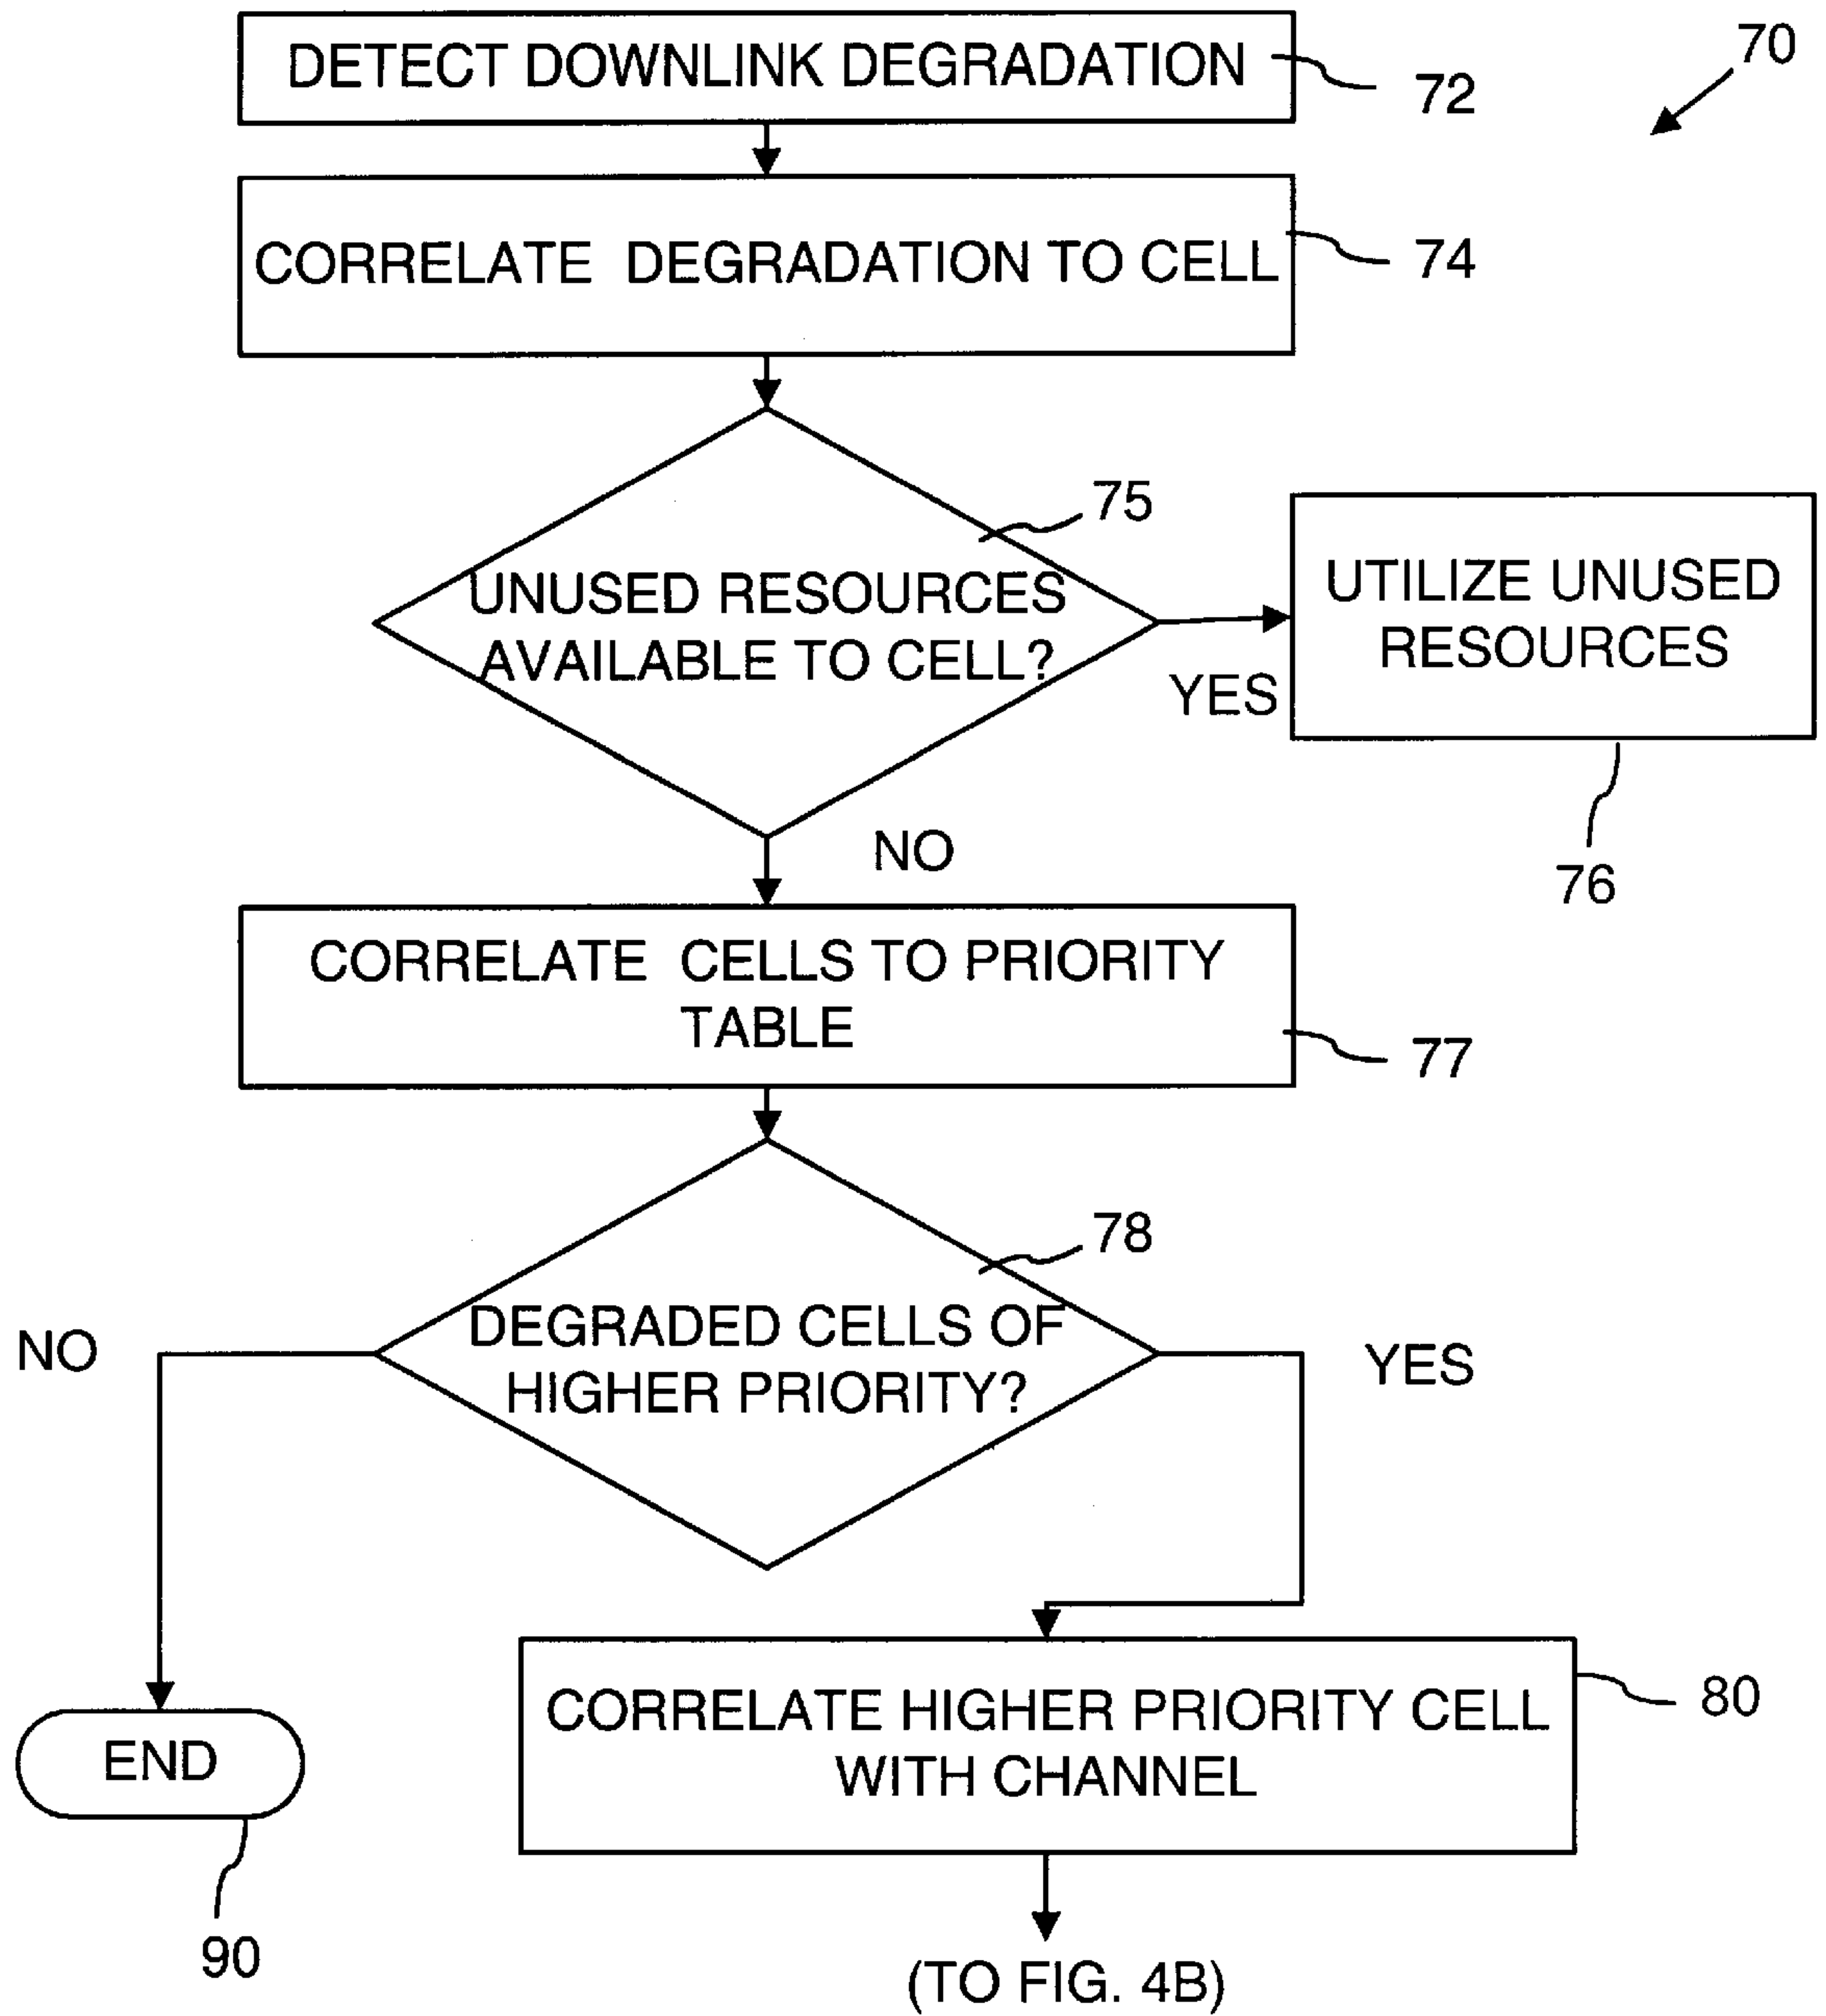 DETECT DOWNLINK DEGRADATION
72
70
CORRELATE DEGRADATION TO CELL
74
75
UNUSED RESOURCES
AVAILABLE TO CELL?
YES
UTILIZE UNUSED
RESOURCES
76
NO
CORRELATE CELLS TO PRIORITY
TABLE
77
78
DEGRADED CELLS OF
HIGHER PRIORITY?
NO
YES
END
90
CORRELATE HIGHER PRIORITY CELL
WITH CHANNEL
80
(TO FIG. 4B)